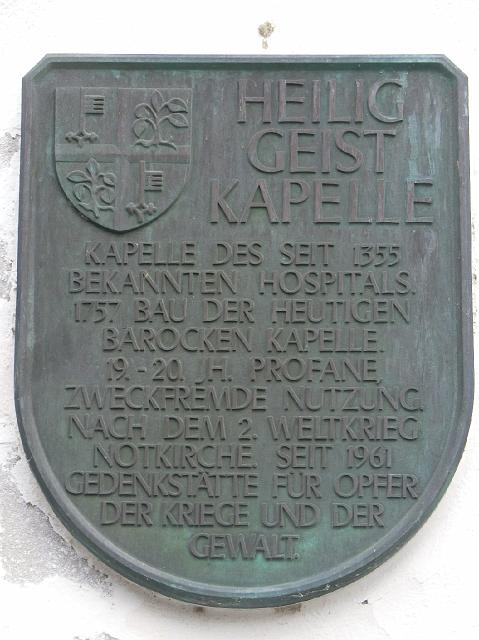 HEILIG
GEIST
KAPELLE
KAPELLE DES SEIT 1355
BEKANNTEN HOSPITALS.
1757 BAU DER HEUTIGEN
BAROCKEN KAPELLE.
19.-20. JH. PROFANE,
ZWECKFREMDE NUTZUNG.
NACH DEM 2. WELTKRIEG
NOTKIRCHE. SEIT 1961
GEDENKSTÄTTE FÜR OPFER
DER KRIEGE UND DER
GEWALT.